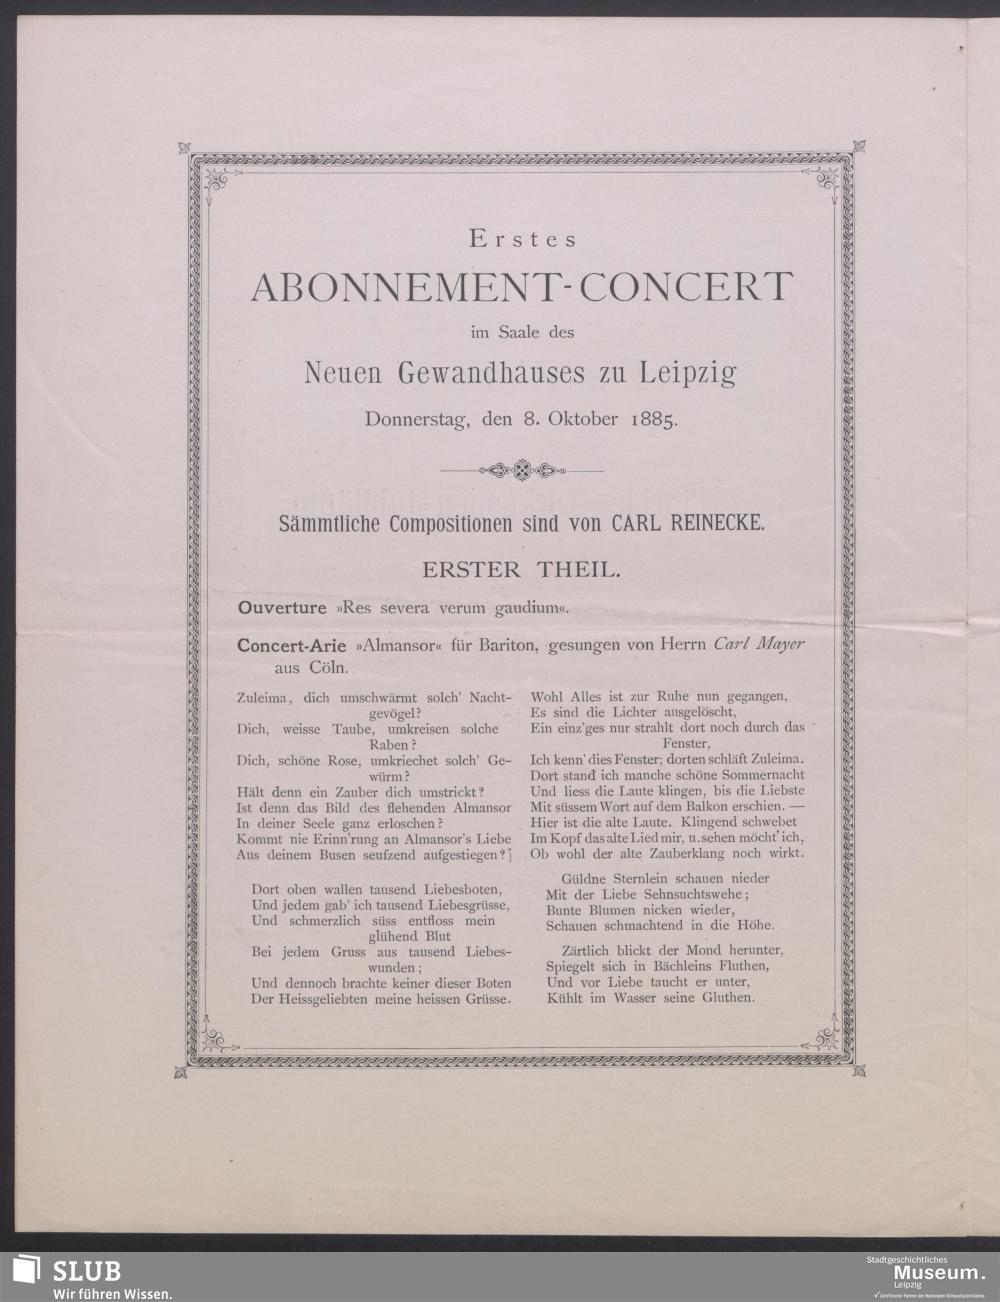 Erstes
ABONNEMENT-CONCERT
im Saale des
Neuen Gewandhauses zu Leipzig
Donnerstag, den 8. Oktober 1885.
Sämmtliche Compositionen sind von CARL REINECKE.
ERSTER THEIL.
Ouverture »Res severa verum gaudium«.
Concert-Arie »Almansor« für Bariton, gesungen von Herrn Carl Mayer
aus Cöln.
Zuleima, dich umschwärmt solch' Nacht-
gevögel?
Dich, weisse Taube, umkreisen solche
Raben?
Dich, schöne Rose, umkriechet solch' Ge-
würm?
Hält denn ein Zauber dich umstrickt?
Ist denn das Bild des flehenden Almansor
In deiner Seele ganz erloschen?
Kommt nie Erinn'rung an Almansor's Liebe
Aus deinem Busen seufzend aufgestiegen?
Dort oben wallen tausend Liebesboten,
Und jedem gab' ich tausend Liebesgrüsse,
Und schmerzlich süss entfloss mein
glühend Blut
Bei jedem Gruss aus tausend Liebes-
wunden;
Und dennoch brachte keiner dieser Boten
Der Heissgeliebten meine heissen Grüsse.
Wohl Alles ist zur Ruhe nun gegangen,
Es sind die Lichter ausgelöscht,
Ein einz'ges nur strahlt dort noch durch das
Fenster,
Ich kenn' dies Fenster; dorten schläft Zuleima.
Dort stand ich manche schöne Sommernacht
Und liess die Laute klingen, bis die Liebste
Mit süssem Wort auf dem Balkon erschien. —
Hier ist die alte Laute. Klingend schwebet
Im Kopf das alte Lied mir, u. sehen möcht' ich,
Ob wohl der alte Zauberklang noch wirkt.
Güldne Sternlein schauen nieder
Mit der Liebe Sehnsuchtswehe;
Bunte Blumen nicken wieder,
Schauen schmachtend in die Höhe.
Zärtlich blickt der Mond herunter,
Spiegelt sich in Bächleins Fluthen,
Und vor Liebe taucht er unter,
Kühlt im Wasser seine Gluthen.
SLUB
Wir führen Wissen.
Stadtgeschichtliches
Museum.
Leipzig
Zertifizierter Partner der Nationalen Klimaschutzinitiative